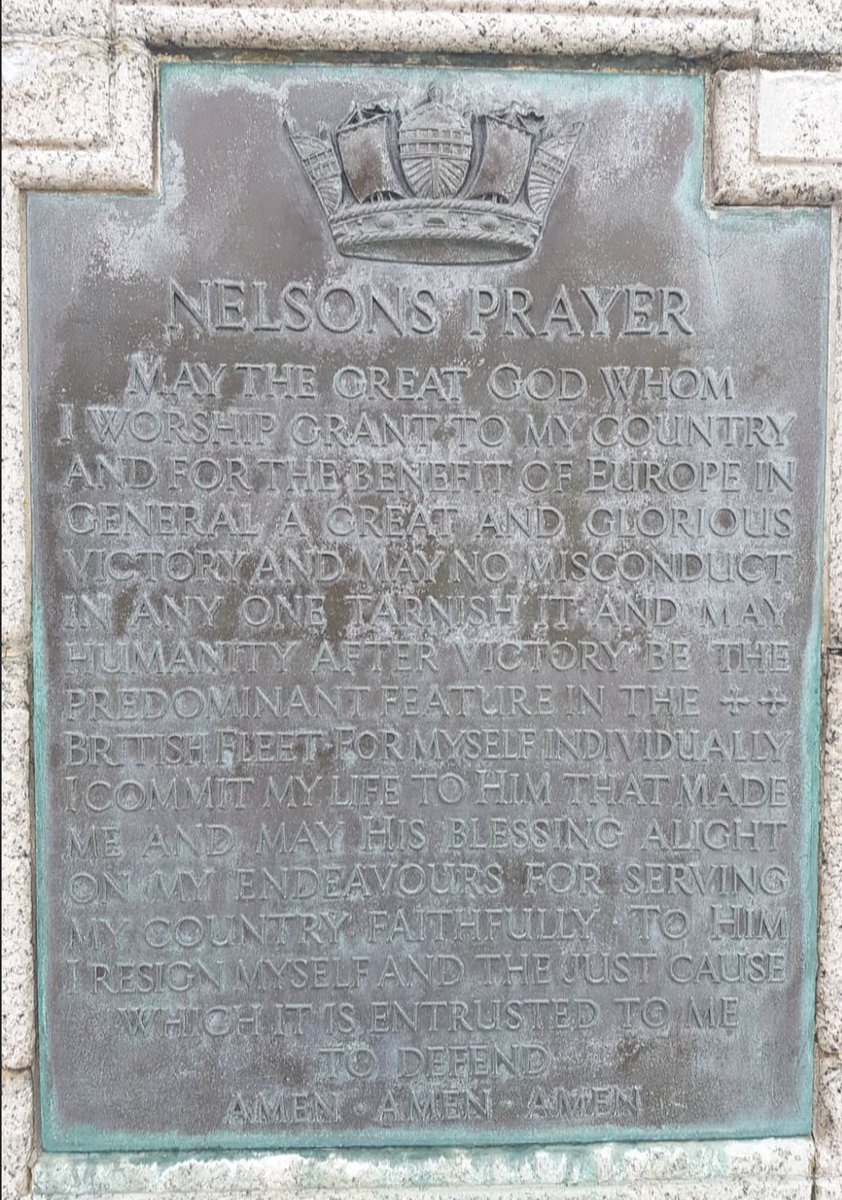 NELSONS PRAYER
MAY THE GREAT GOD WHOM
I WORSHIP GRANT TO MY COUNTRY
AND FOR THE BENEFIT OF EUROPE IN
GENERAL A GREAT AND GLORIOUS
VICTORY AND MAY NO MISCONDUCT
IN ANY ONE TARNISH IT AND MAY
HUMANITY AFTER VICTORY BE THE
PREDOMINANT FEATURE IN THE
BRITISH FLEET · FOR MYSELF INDIVIDUALLY
I COMMIT MY LIFE TO HIM THAT MADE
ME AND MAY HIS BLESSING ALIGHT
ON MY ENDEAVOURS FOR SERVING
MY COUNTRY FAITHFULLY · TO HIM
I RESIGN MYSELF AND THE JUST CAUSE
WHICH IT IS ENTRUSTED TO ME
TO DEFEND
AMEN · AMEN · AMEN